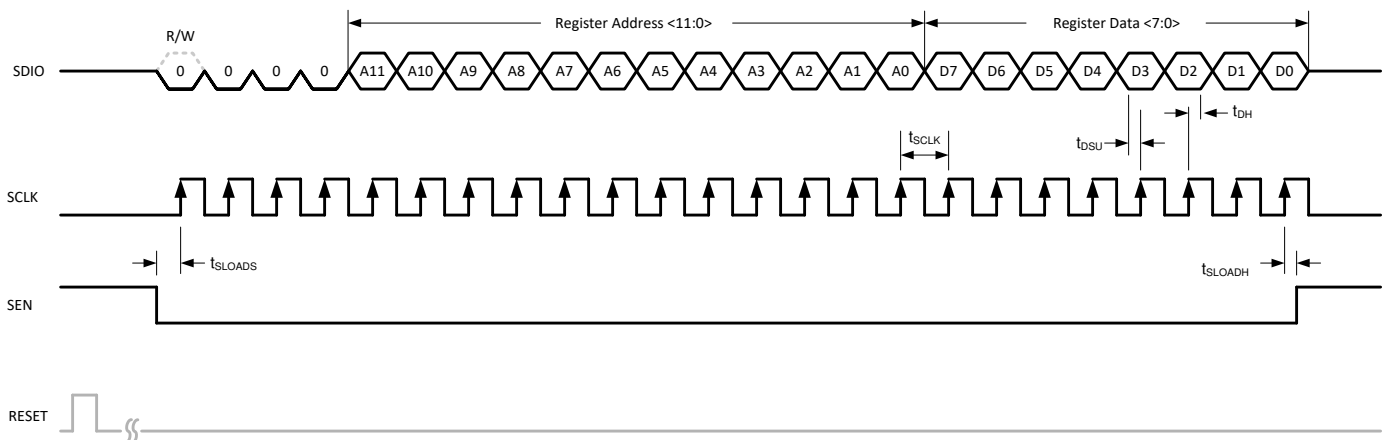 Register Address <11:0>
Register Data <7:0>
R/W
SDIO
0 0 0 0 A11 A10 A9 A8 A7 A6 A5 A4 A3 A2 A1 A0 D7 D6 D5 D4 D3 D2 D1 D0
tDH
tSCLK
tDSU
SCLK
tSLOADS
tSLOADH
SEN
RESET